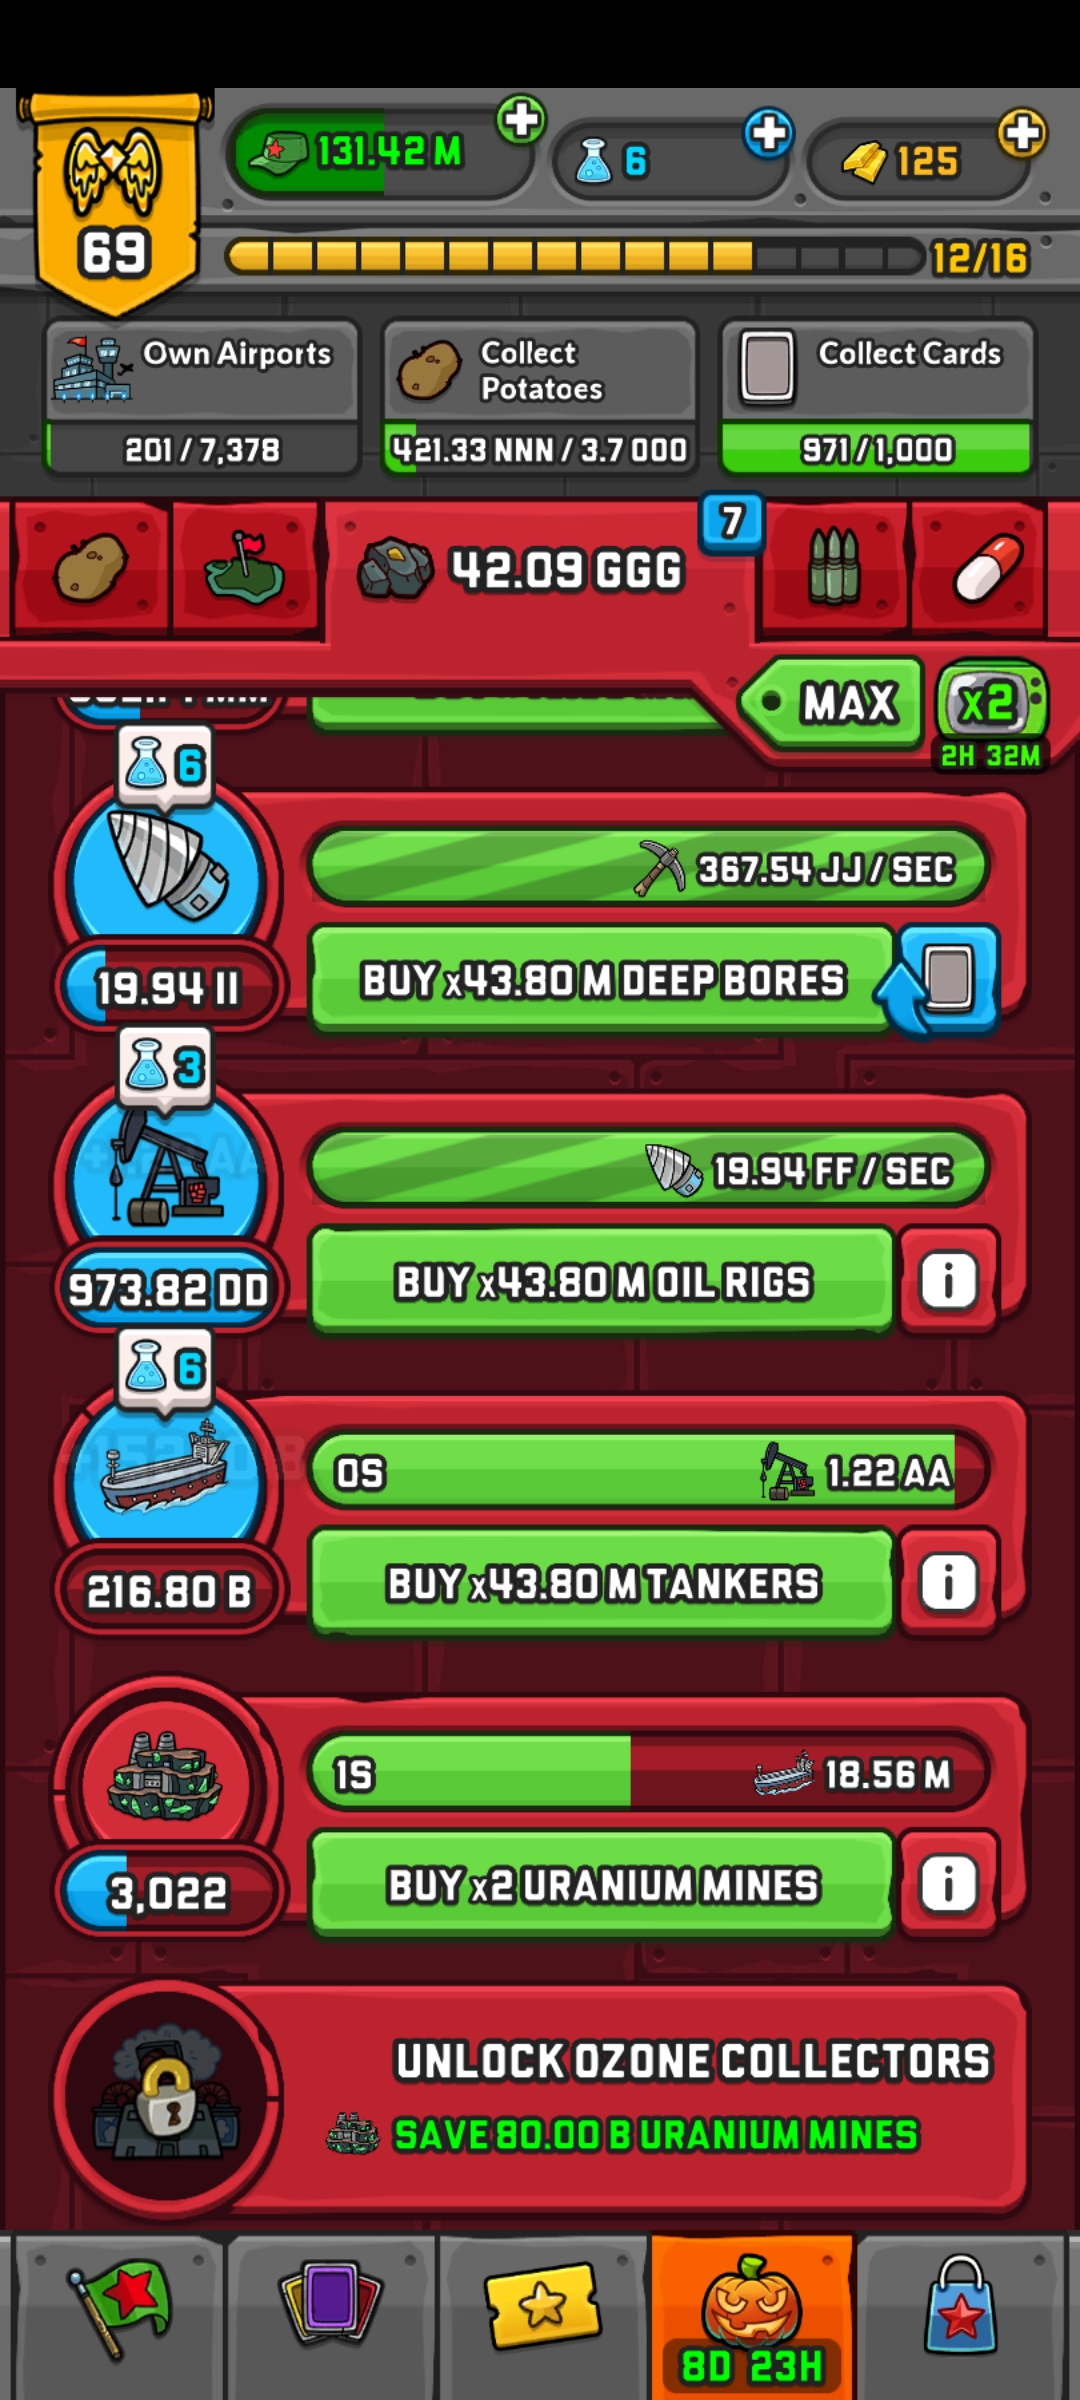 131.42 M
6
125
69
12/16
Own Airports
201 / 7,378
Collect
Potatoes
421.33 NNN / 3.7 OOO
Collect Cards
971/1,000
42.09 GGG
7
MAX
x2
2H 32M
6
367.54 JJ / SEC
19.94 II
BUY x43.80 M DEEP BORES
3
19.94 FF / SEC
973.82 DD
BUY x43.80 M OIL RIGS
i
6
0S
1.22 AA
216.80 B
BUY x43.80 M TANKERS
i
1S
18.56 M
3,022
BUY x2 URANIUM MINES
i
UNLOCK OZONE COLLECTORS
SAVE 80.00 B URANIUM MINES
8D 23H